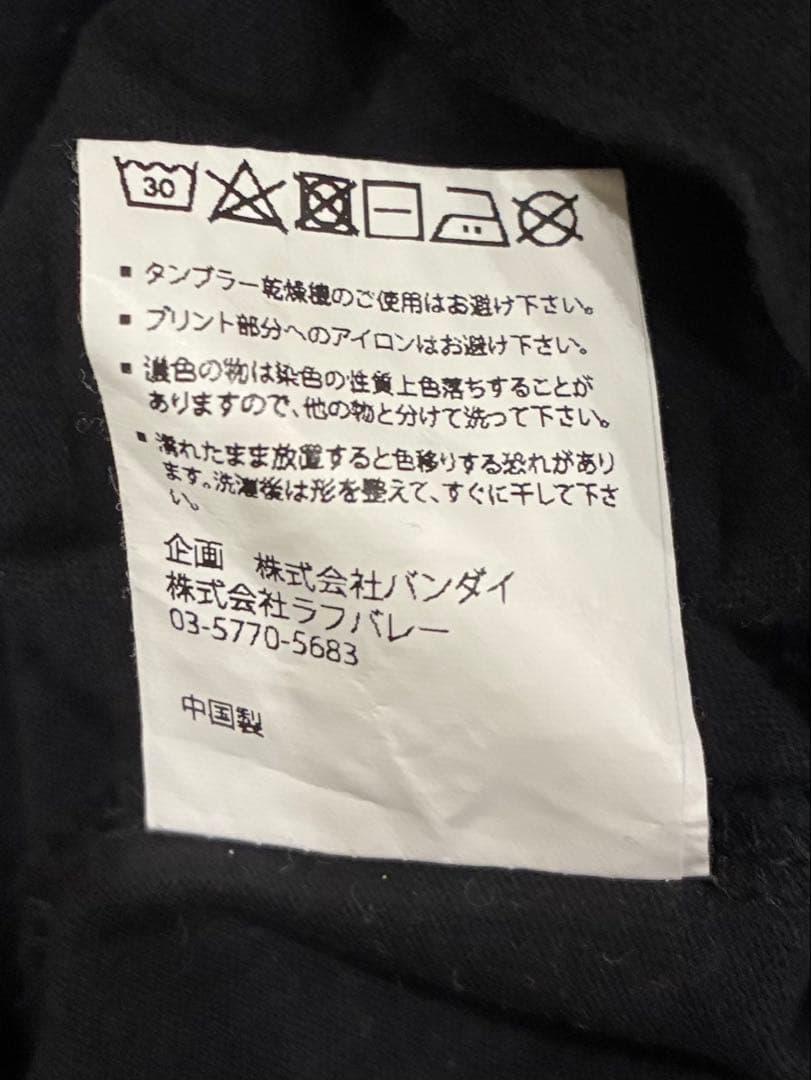 30
■ タンブラー乾燥機のご使用はお避け下さい。
■ プリント部分へのアイロンはお避け下さい。
■ 濃色の物は染色の性質上色落ちすることが
ありますので、他の物と分けて洗って下さい。
■ 濡れたまま放置すると色移りする恐れがあり
ます。洗濯後は形を整えて、すぐに干して下さ
い。
企画 株式会社バンダイ
株式会社ラフバレー
03-5770-5683
中国製